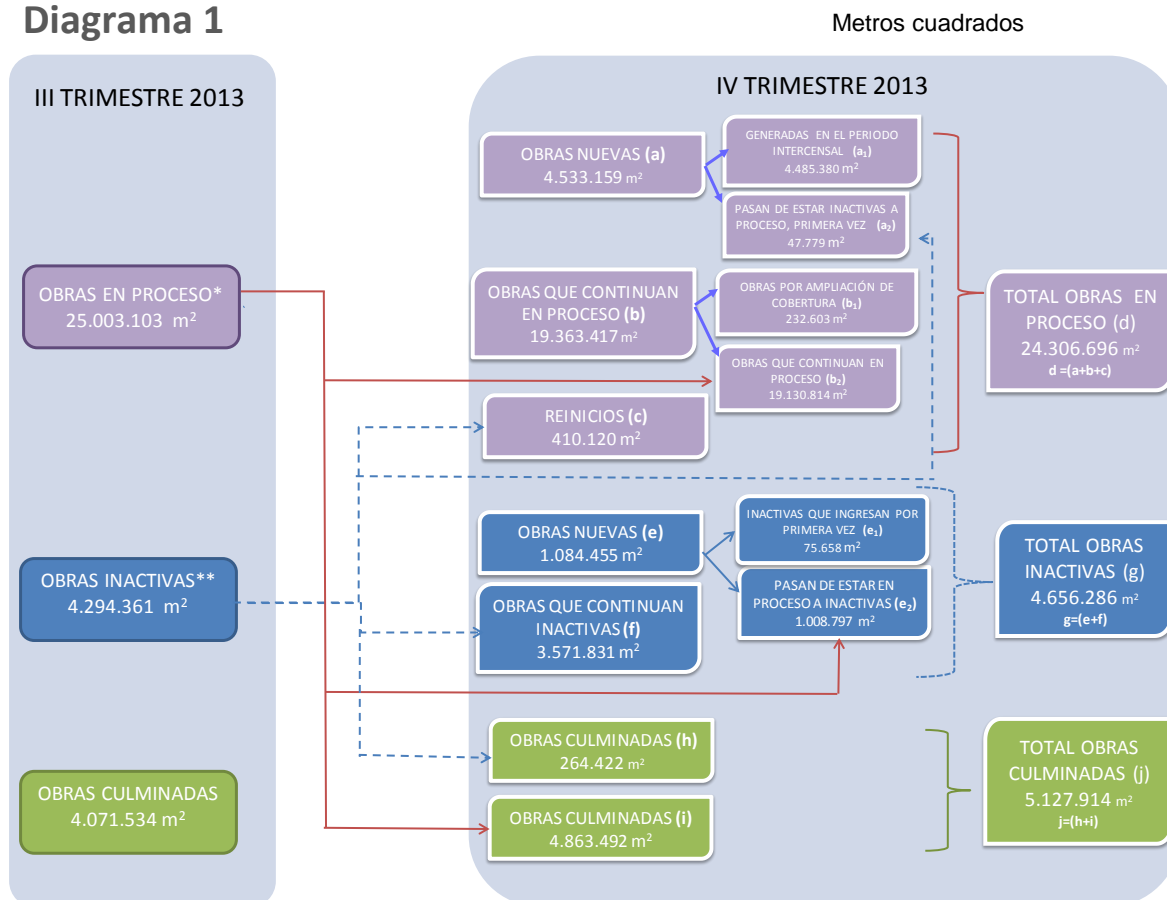 Diagrama 1
Metros cuadrados
III TRIMESTRE 2013
OBRAS EN PROCESO*
25.003.103 m²
OBRAS INACTIVAS**
4.294.361 m²
OBRAS CULMINADAS
4.071.534 m²
IV TRIMESTRE 2013
OBRAS NUEVAS (a)
4.533.159 m²
GENERADAS EN EL PERIODO
INTERCENSAL (a₁)
4.485.380 m²
PASAN DE ESTAR INACTIVAS A
PROCESO, PRIMERA VEZ (a₂)
47.779 m²
OBRAS QUE CONTINUAN
EN PROCESO (b)
19.363.417 m²
OBRAS POR AMPLIACIÓN DE
COBERTURA (b₁)
232.603 m²
OBRAS QUE CONTINUAN EN
PROCESO (b₂)
19.130.814 m²
REINICIOS (c)
410.120 m²
TOTAL OBRAS EN
PROCESO (d)
24.306.696 m²
d =(a+b+c)
OBRAS NUEVAS (e)
1.084.455 m²
INACTIVAS QUE INGRESAN POR
PRIMERA VEZ (e₁)
75.658 m²
PASAN DE ESTAR EN
PROCESO A INACTIVAS (e₂)
1.008.797 m²
OBRAS QUE CONTINUAN
INACTIVAS (f)
3.571.831 m²
TOTAL OBRAS
INACTIVAS (g)
4.656.286 m²
g=(e+f)
OBRAS CULMINADAS (h)
264.422 m²
OBRAS CULMINADAS (i)
4.863.492 m²
TOTAL OBRAS
CULMINADAS (j)
5.127.914 m²
j=(h+i)